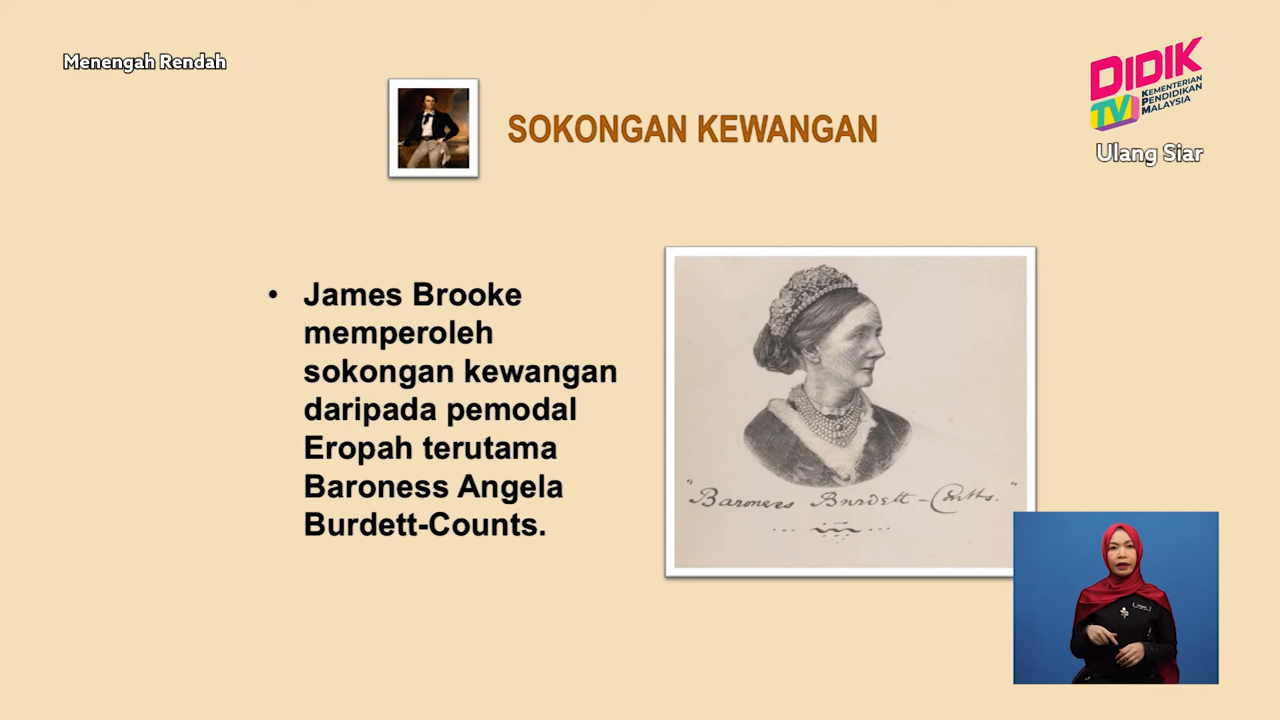 Menengah Rendah
SOKONGAN KEWANGAN
DIDIK
TV
KEMENTERIAN
PENDIDIKAN
MALAYSIA
Ulang Siar
• James Brooke
memperoleh
sokongan kewangan
daripada pemodal
Eropah terutama
Baroness Angela
Burdett-Counts.
"Baroness Burdett-Coutts."